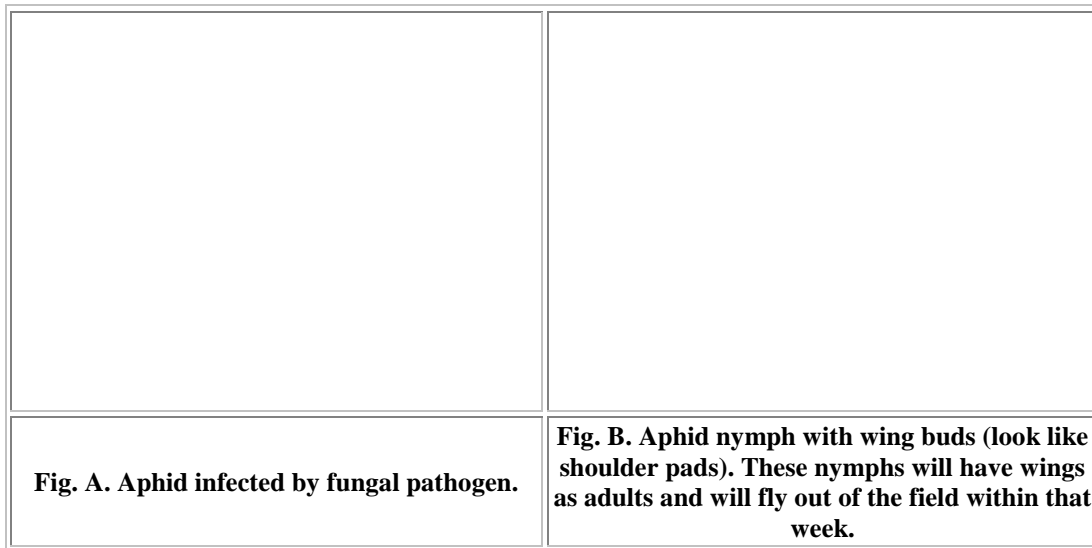 Fig. A. Aphid infected by fungal pathogen.
Fig. B. Aphid nymph with wing buds (look like
shoulder pads). These nymphs will have wings
as adults and will fly out of the field within that
week.